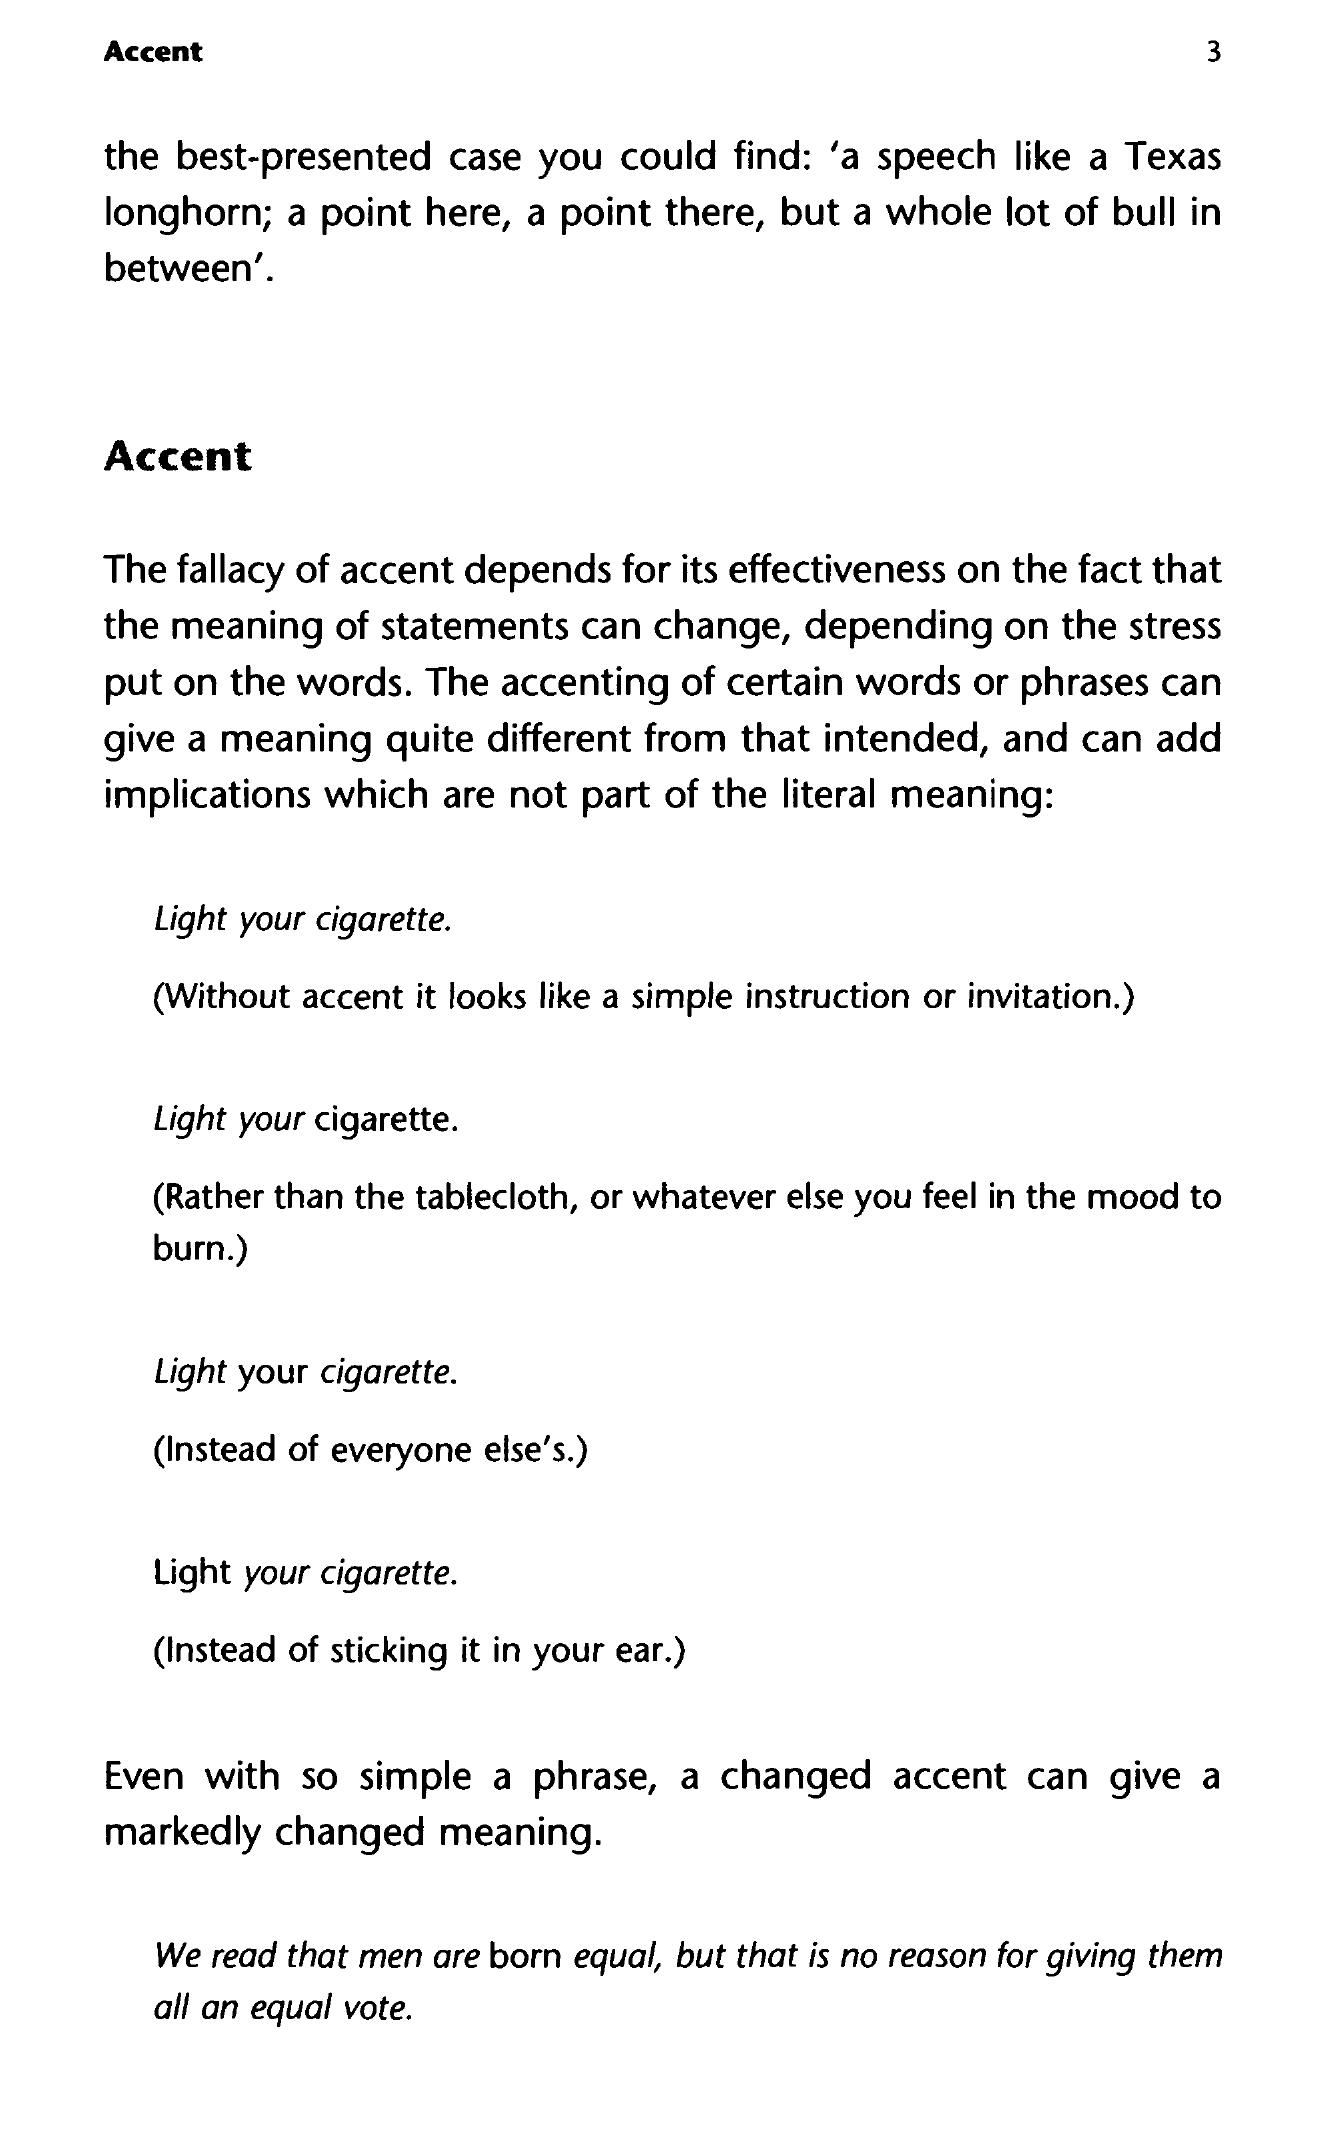 Accent 3
the best-presented case you could find: 'a speech like a Texas
longhorn; a point here, a point there, but a whole lot of bull in
between'.
Accent
The fallacy of accent depends for its effectiveness on the fact that
the meaning of statements can change, depending on the stress
put on the words. The accenting of certain words or phrases can
give a meaning quite different from that intended, and can add
implications which are not part of the literal meaning:
Light your cigarette.
(Without accent it looks like a simple instruction or invitation.)
Light your cigarette.
(Rather than the tablecloth, or whatever else you feel in the mood to
burn.)
Light your cigarette.
(Instead of everyone else's.)
Light your cigarette.
(Instead of sticking it in your ear.)
Even with so simple a phrase, a changed accent can give a
markedly changed meaning.
We read that men are born equal, but that is no reason for giving them
all an equal vote.